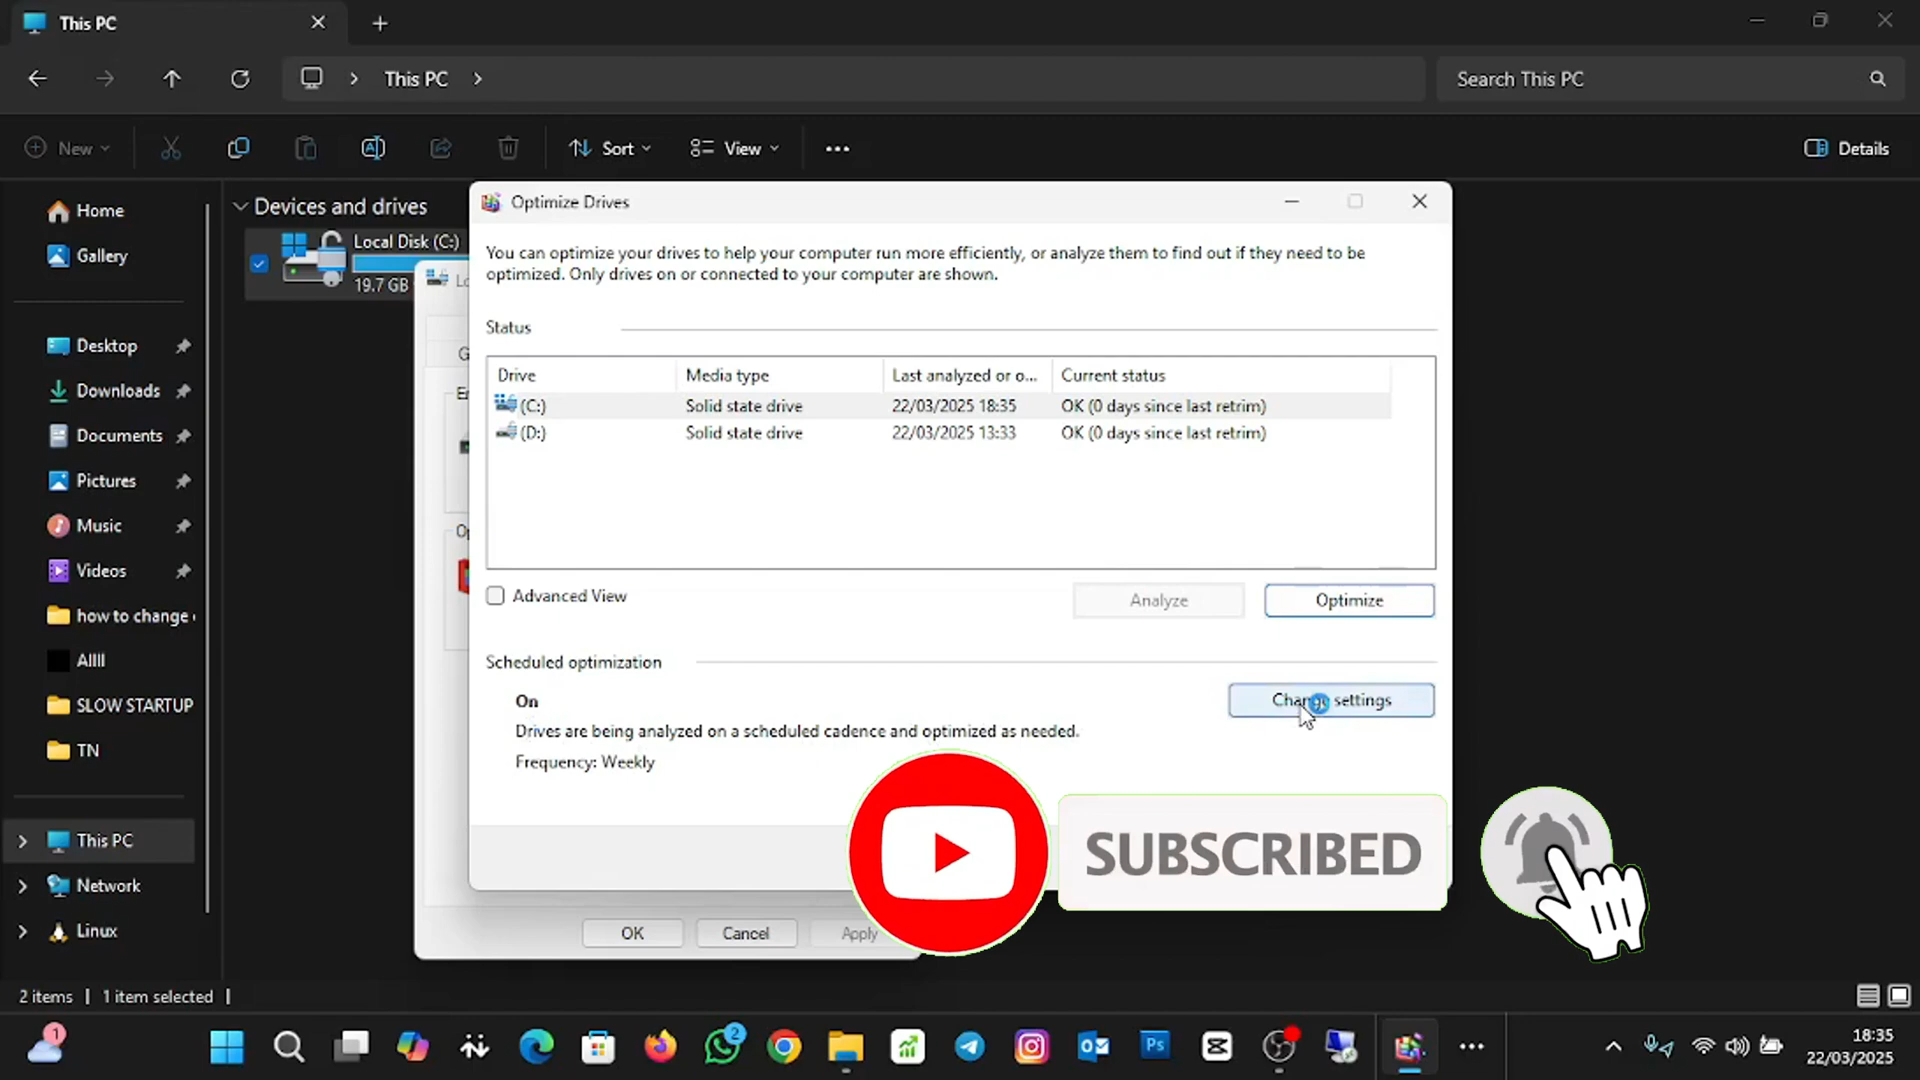 This PC
This PC
Search This PC
New
Sort
View
Details
Home
Gallery
Desktop
Downloads
Documents
Pictures
Music
Videos
how to change
AIIII
SLOW STARTUP
TN
This PC
Network
Linux
Devices and drives
Local Disk (C:)
19.7 GB
Optimize Drives
You can optimize your drives to help your computer run more efficiently, or analyze them to find out if they need to be
optimized. Only drives on or connected to your computer are shown.
Status
Drive Media type Last analyzed or o... Current status
(C:) Solid state drive 22/03/2025 18:35 OK (0 days since last retrim)
(D:) Solid state drive 22/03/2025 13:33 OK (0 days since last retrim)
Advanced View
Analyze
Optimize
Scheduled optimization
On
Change settings
Drives are being analyzed on a scheduled cadence and optimized as needed.
Frequency: Weekly
SUBSCRIBED
OK
Cancel
Apply
2 items
1 item selected
1
2
Ps
18:35
22/03/2025